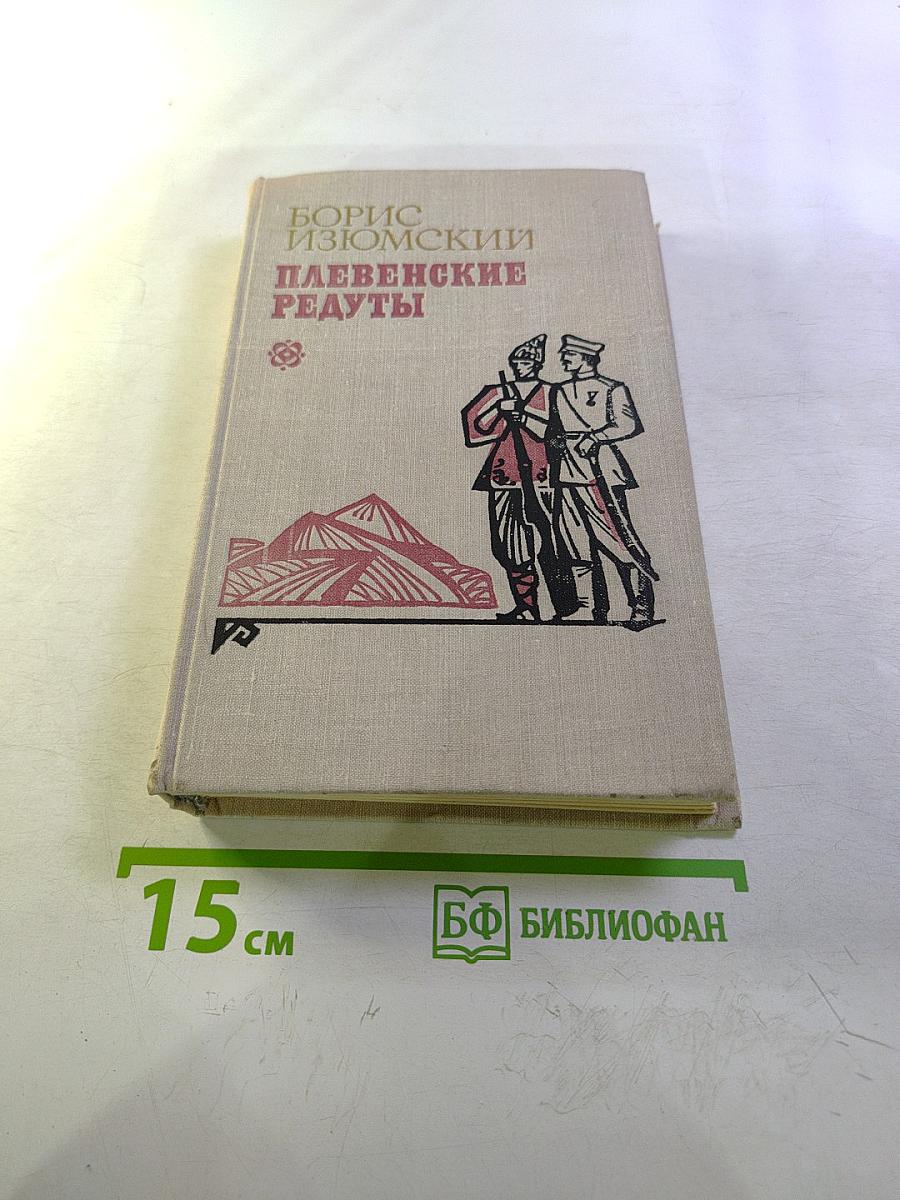 БОРИС
ИЗЮМСКИЙ
ПЛЕВЕНСКИЕ
РЕДУТЫ
15 см
БФ БИБЛИОФАН